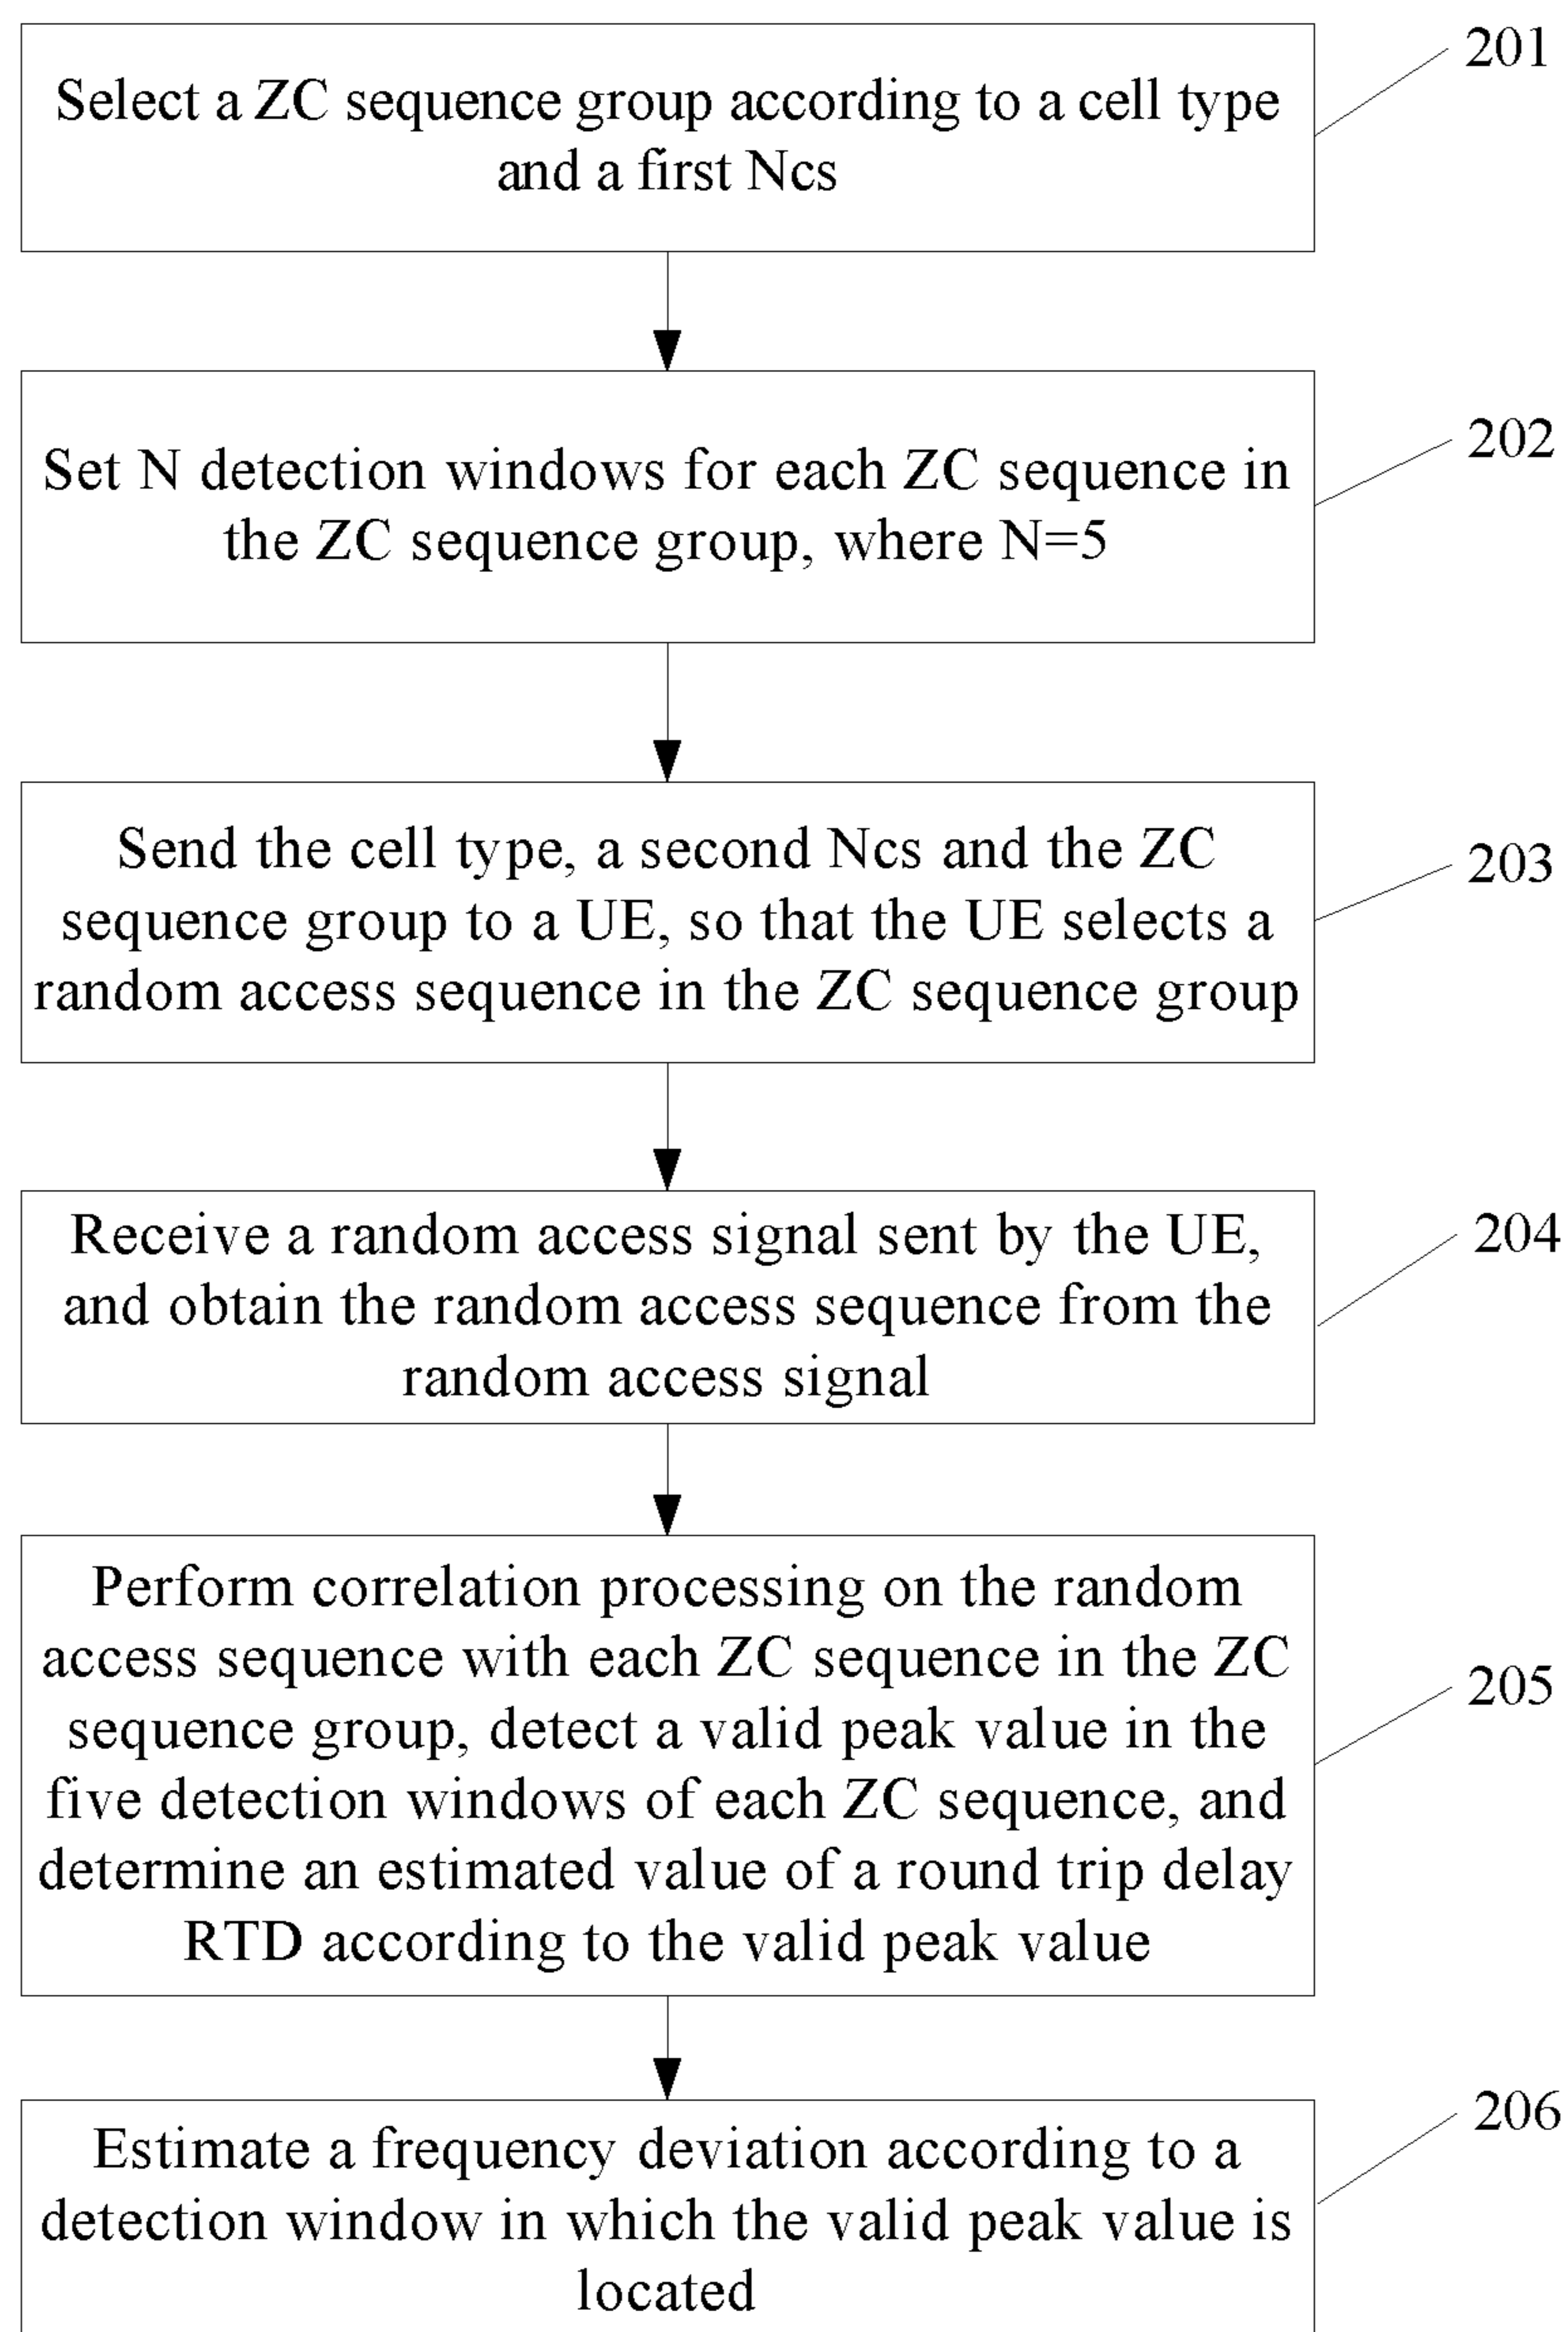 201
Select a ZC sequence group according to a cell type
and a first Ncs
202
Set N detection windows for each ZC sequence in
the ZC sequence group, where N=5
203
Send the cell type, a second Ncs and the ZC
sequence group to a UE, so that the UE selects a
random access sequence in the ZC sequence group
204
Receive a random access signal sent by the UE,
and obtain the random access sequence from the
random access signal
205
Perform correlation processing on the random
access sequence with each ZC sequence in the ZC
sequence group, detect a valid peak value in the
five detection windows of each ZC sequence, and
determine an estimated value of a round trip delay
RTD according to the valid peak value
206
Estimate a frequency deviation according to a
detection window in which the valid peak value is
located